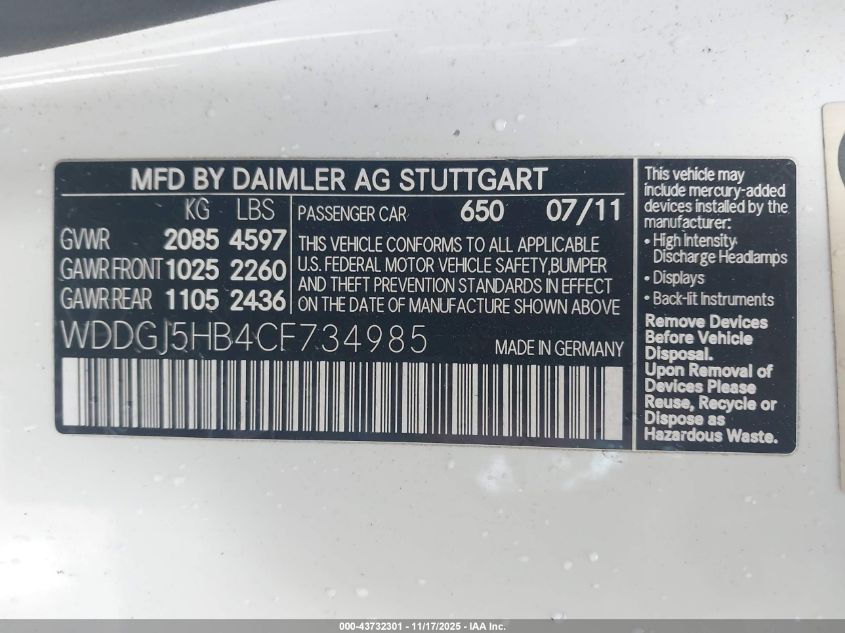 MFD BY DAIMLER AG STUTTGART
KG LBS
GVWR 2085 4597
GAWR FRONT 1025 2260
GAWR REAR 1105 2436
PASSENGER CAR 650 07/11
THIS VEHICLE CONFORMS TO ALL APPLICABLE
U.S. FEDERAL MOTOR VEHICLE SAFETY,BUMPER
AND THEFT PREVENTION STANDARDS IN EFFECT
ON THE DATE OF MANUFACTURE SHOWN ABOVE
WDDGJ5HB4CF734985
MADE IN GERMANY
This vehicle may
include mercury-added
devices installed by the
manufacturer:
• High Intensity
Discharge Headlamps
• Displays
• Back-lit Instruments
Remove Devices
Before Vehicle
Disposal.
Upon Removal of
Devices Please
Reuse, Recycle or
Dispose as
Hazardous Waste.
000-43732301 - 11/17/2025 - IAA Inc.